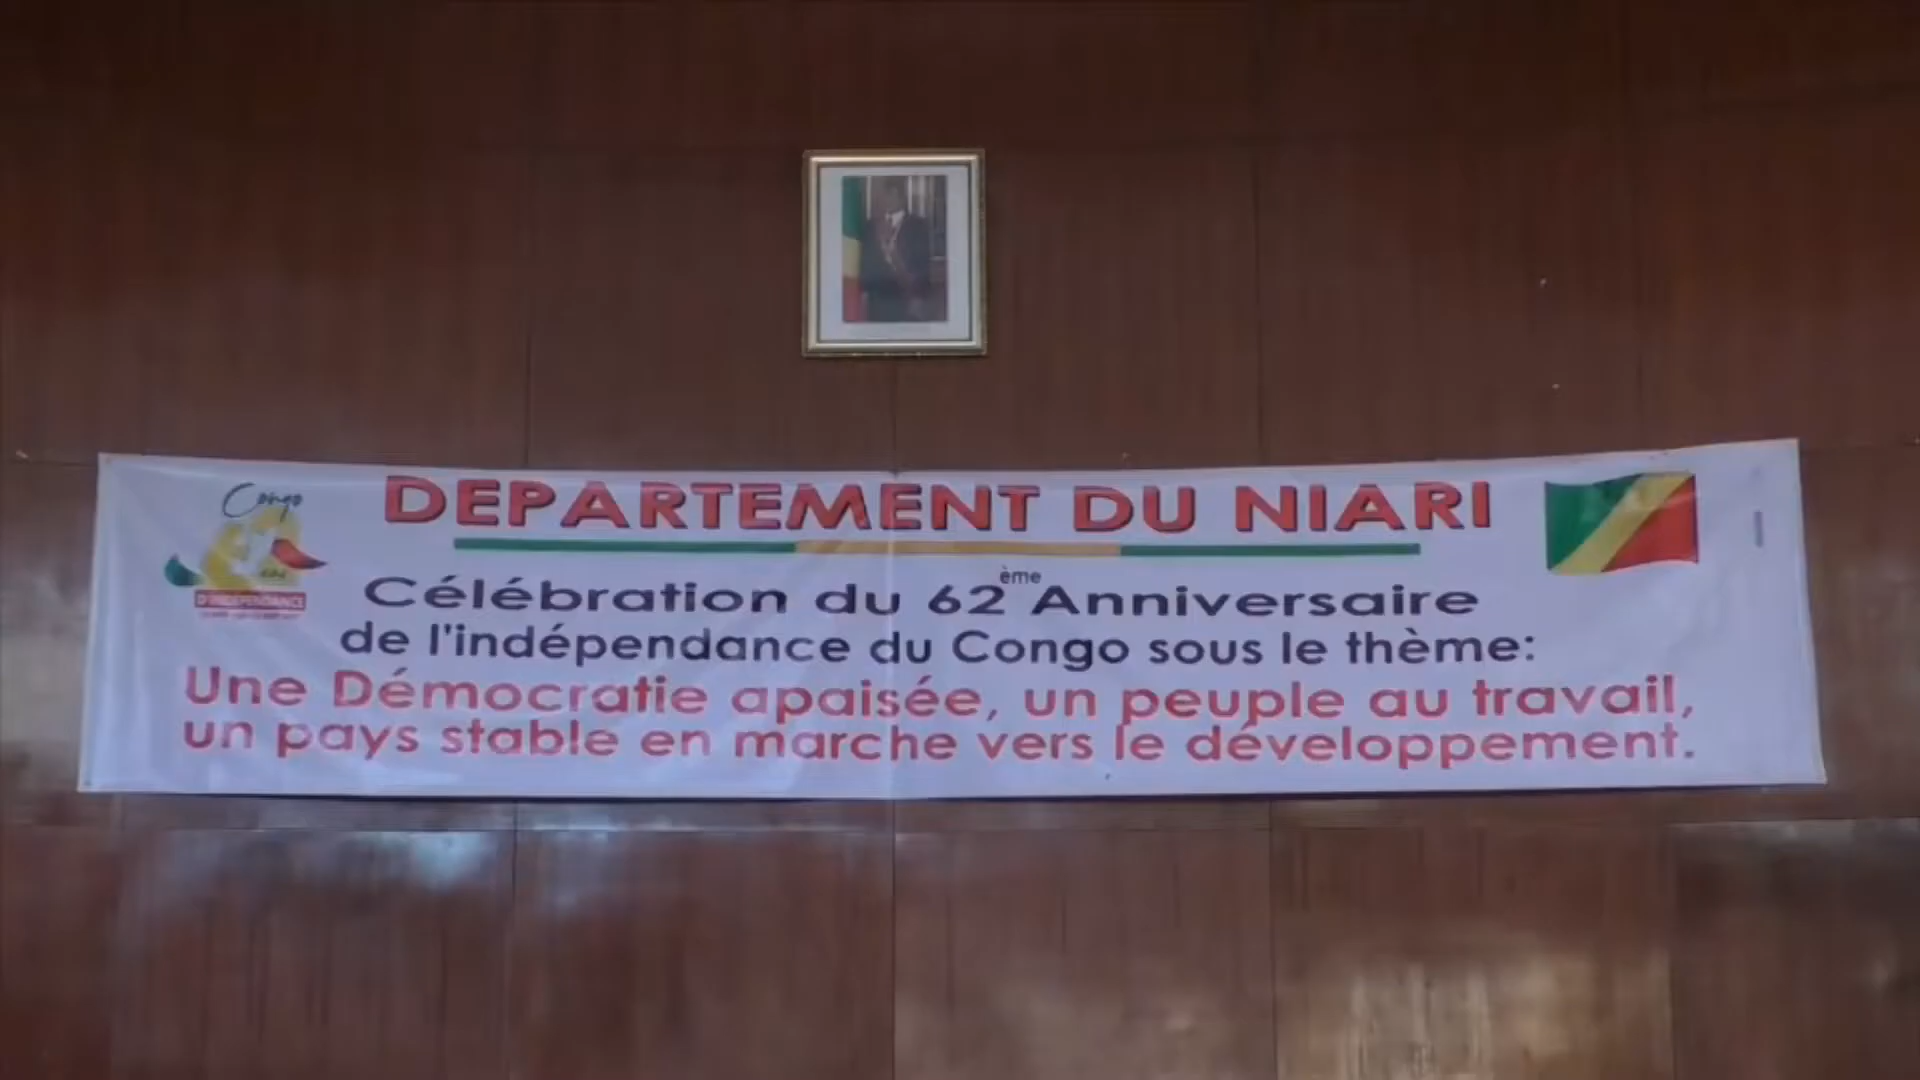 Congo
D'INDEPENDANCE
DEPARTEMENT DU NIARI
Célébration du 62ème Anniversaire
de l'indépendance du Congo sous le thème:
Une Démocratie apaisée, un peuple au travail,
un pays stable en marche vers le développement.